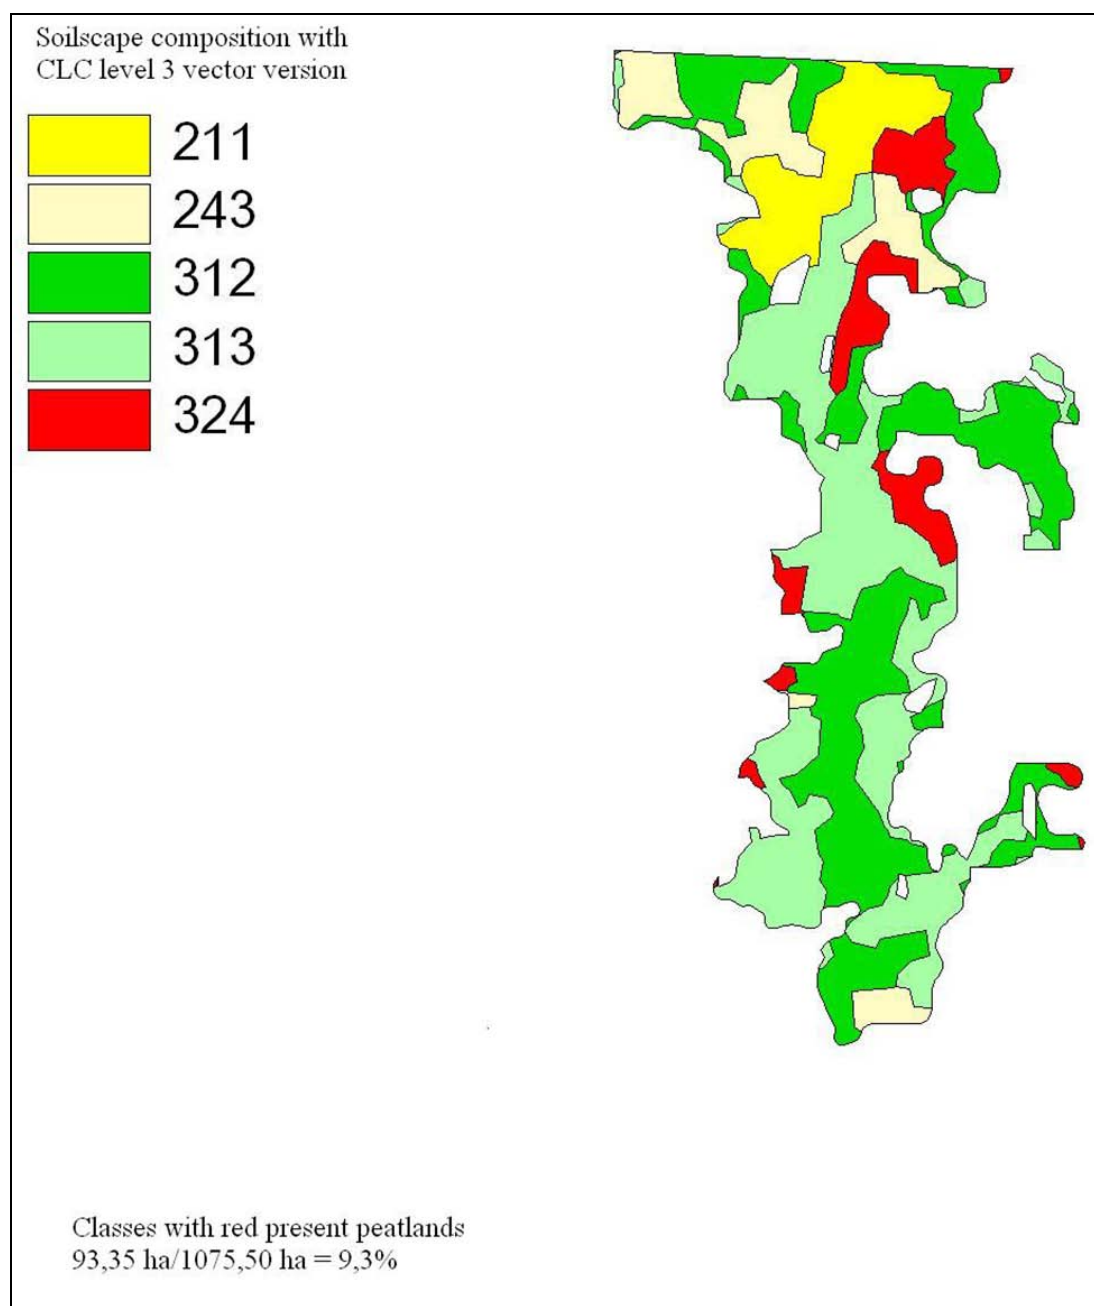 Soilscape composition with
CLC level 3 vector version
211
243
312
313
324
Classes with red present peatlands
93,35 ha/1075,50 ha = 9,3%